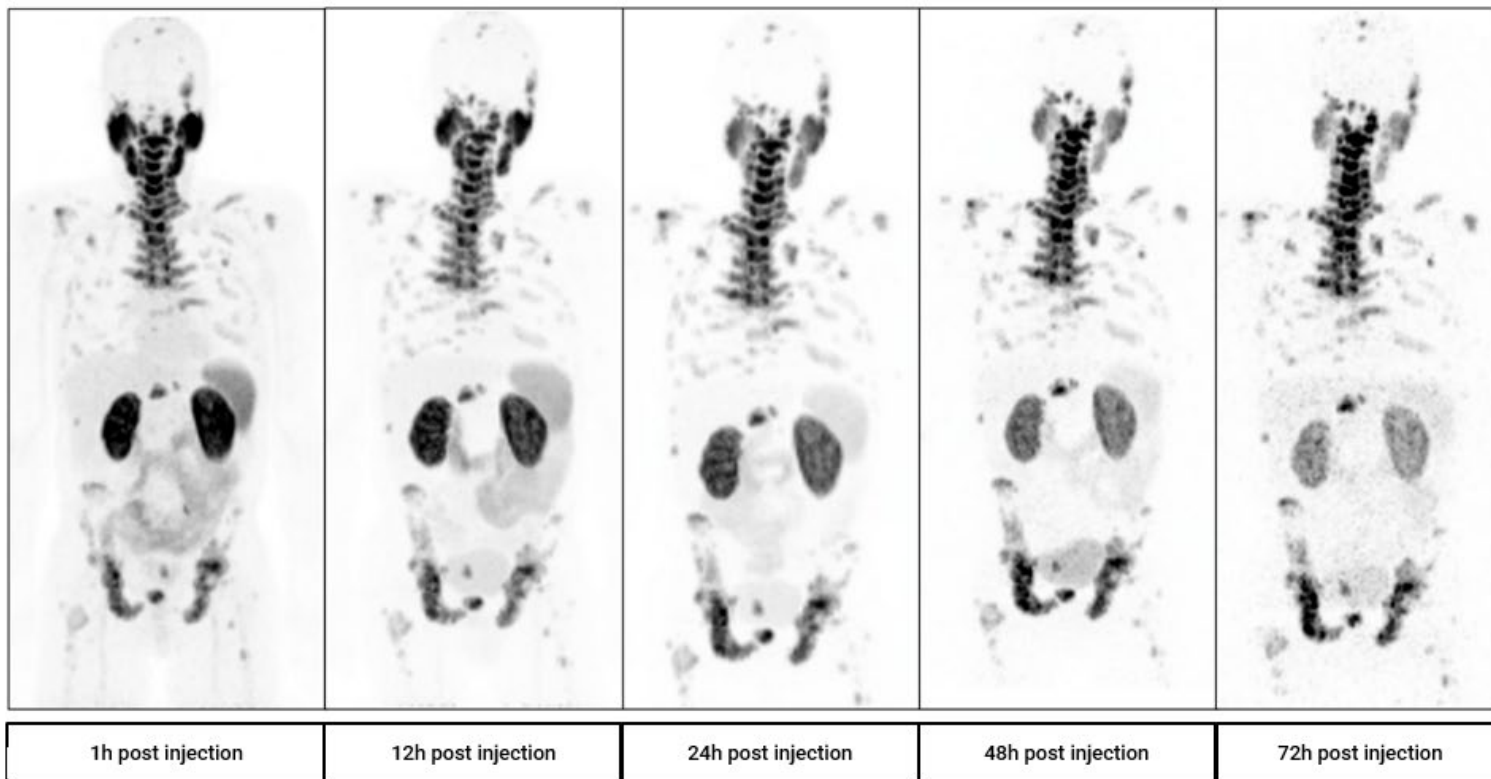 1h post injection
12h post injection
24h post injection
48h post injection
72h post injection